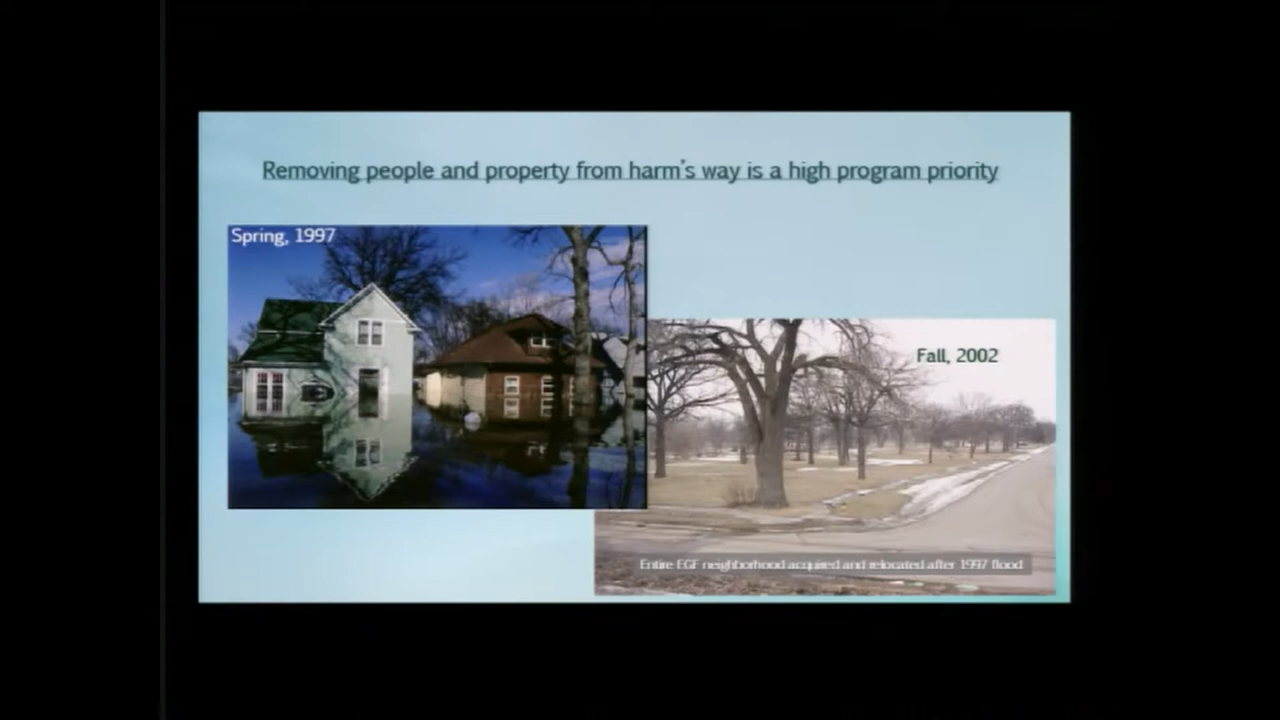 Removing people and property from harm's way is a high program priority
Spring, 1997
Fall, 2002
Entire EGF neighborhood acquired and relocated after 1997 flood